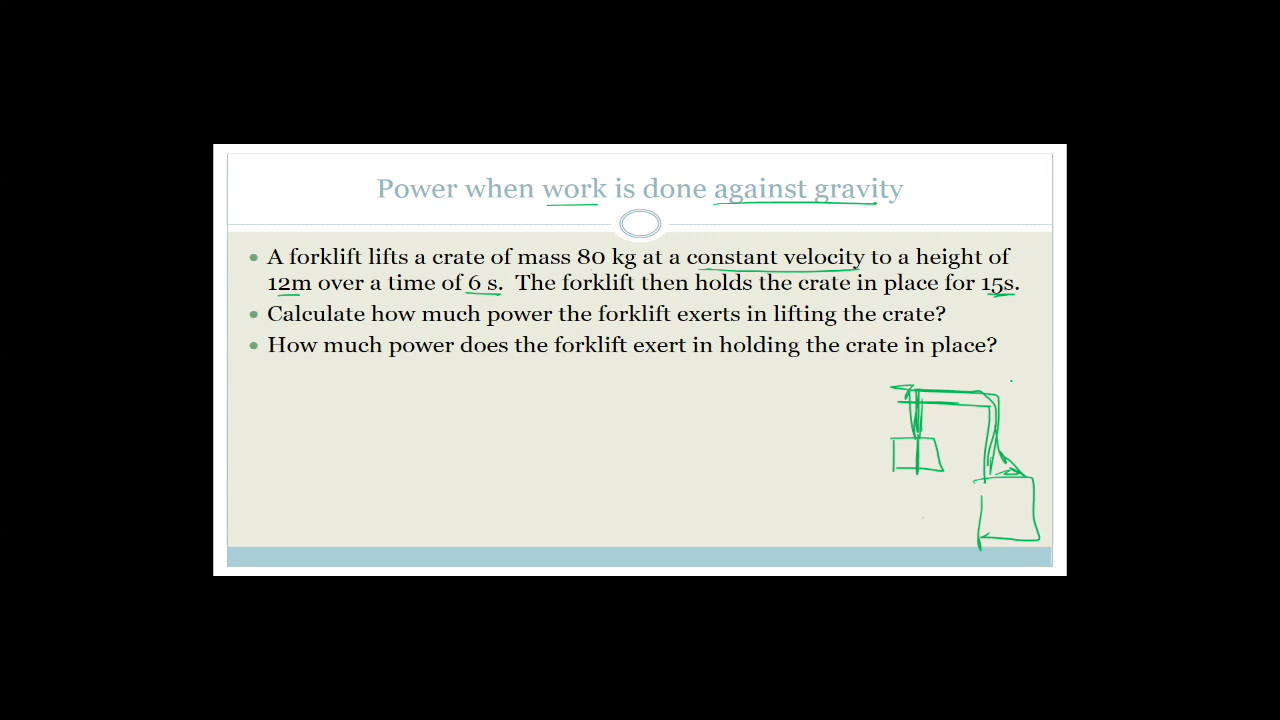 Power when work is done against gravity
• A forklift lifts a crate of mass 80 kg at a constant velocity to a height of
12m over a time of 6 s.  The forklift then holds the crate in place for 15s.
• Calculate how much power the forklift exerts in lifting the crate?
• How much power does the forklift exert in holding the crate in place?